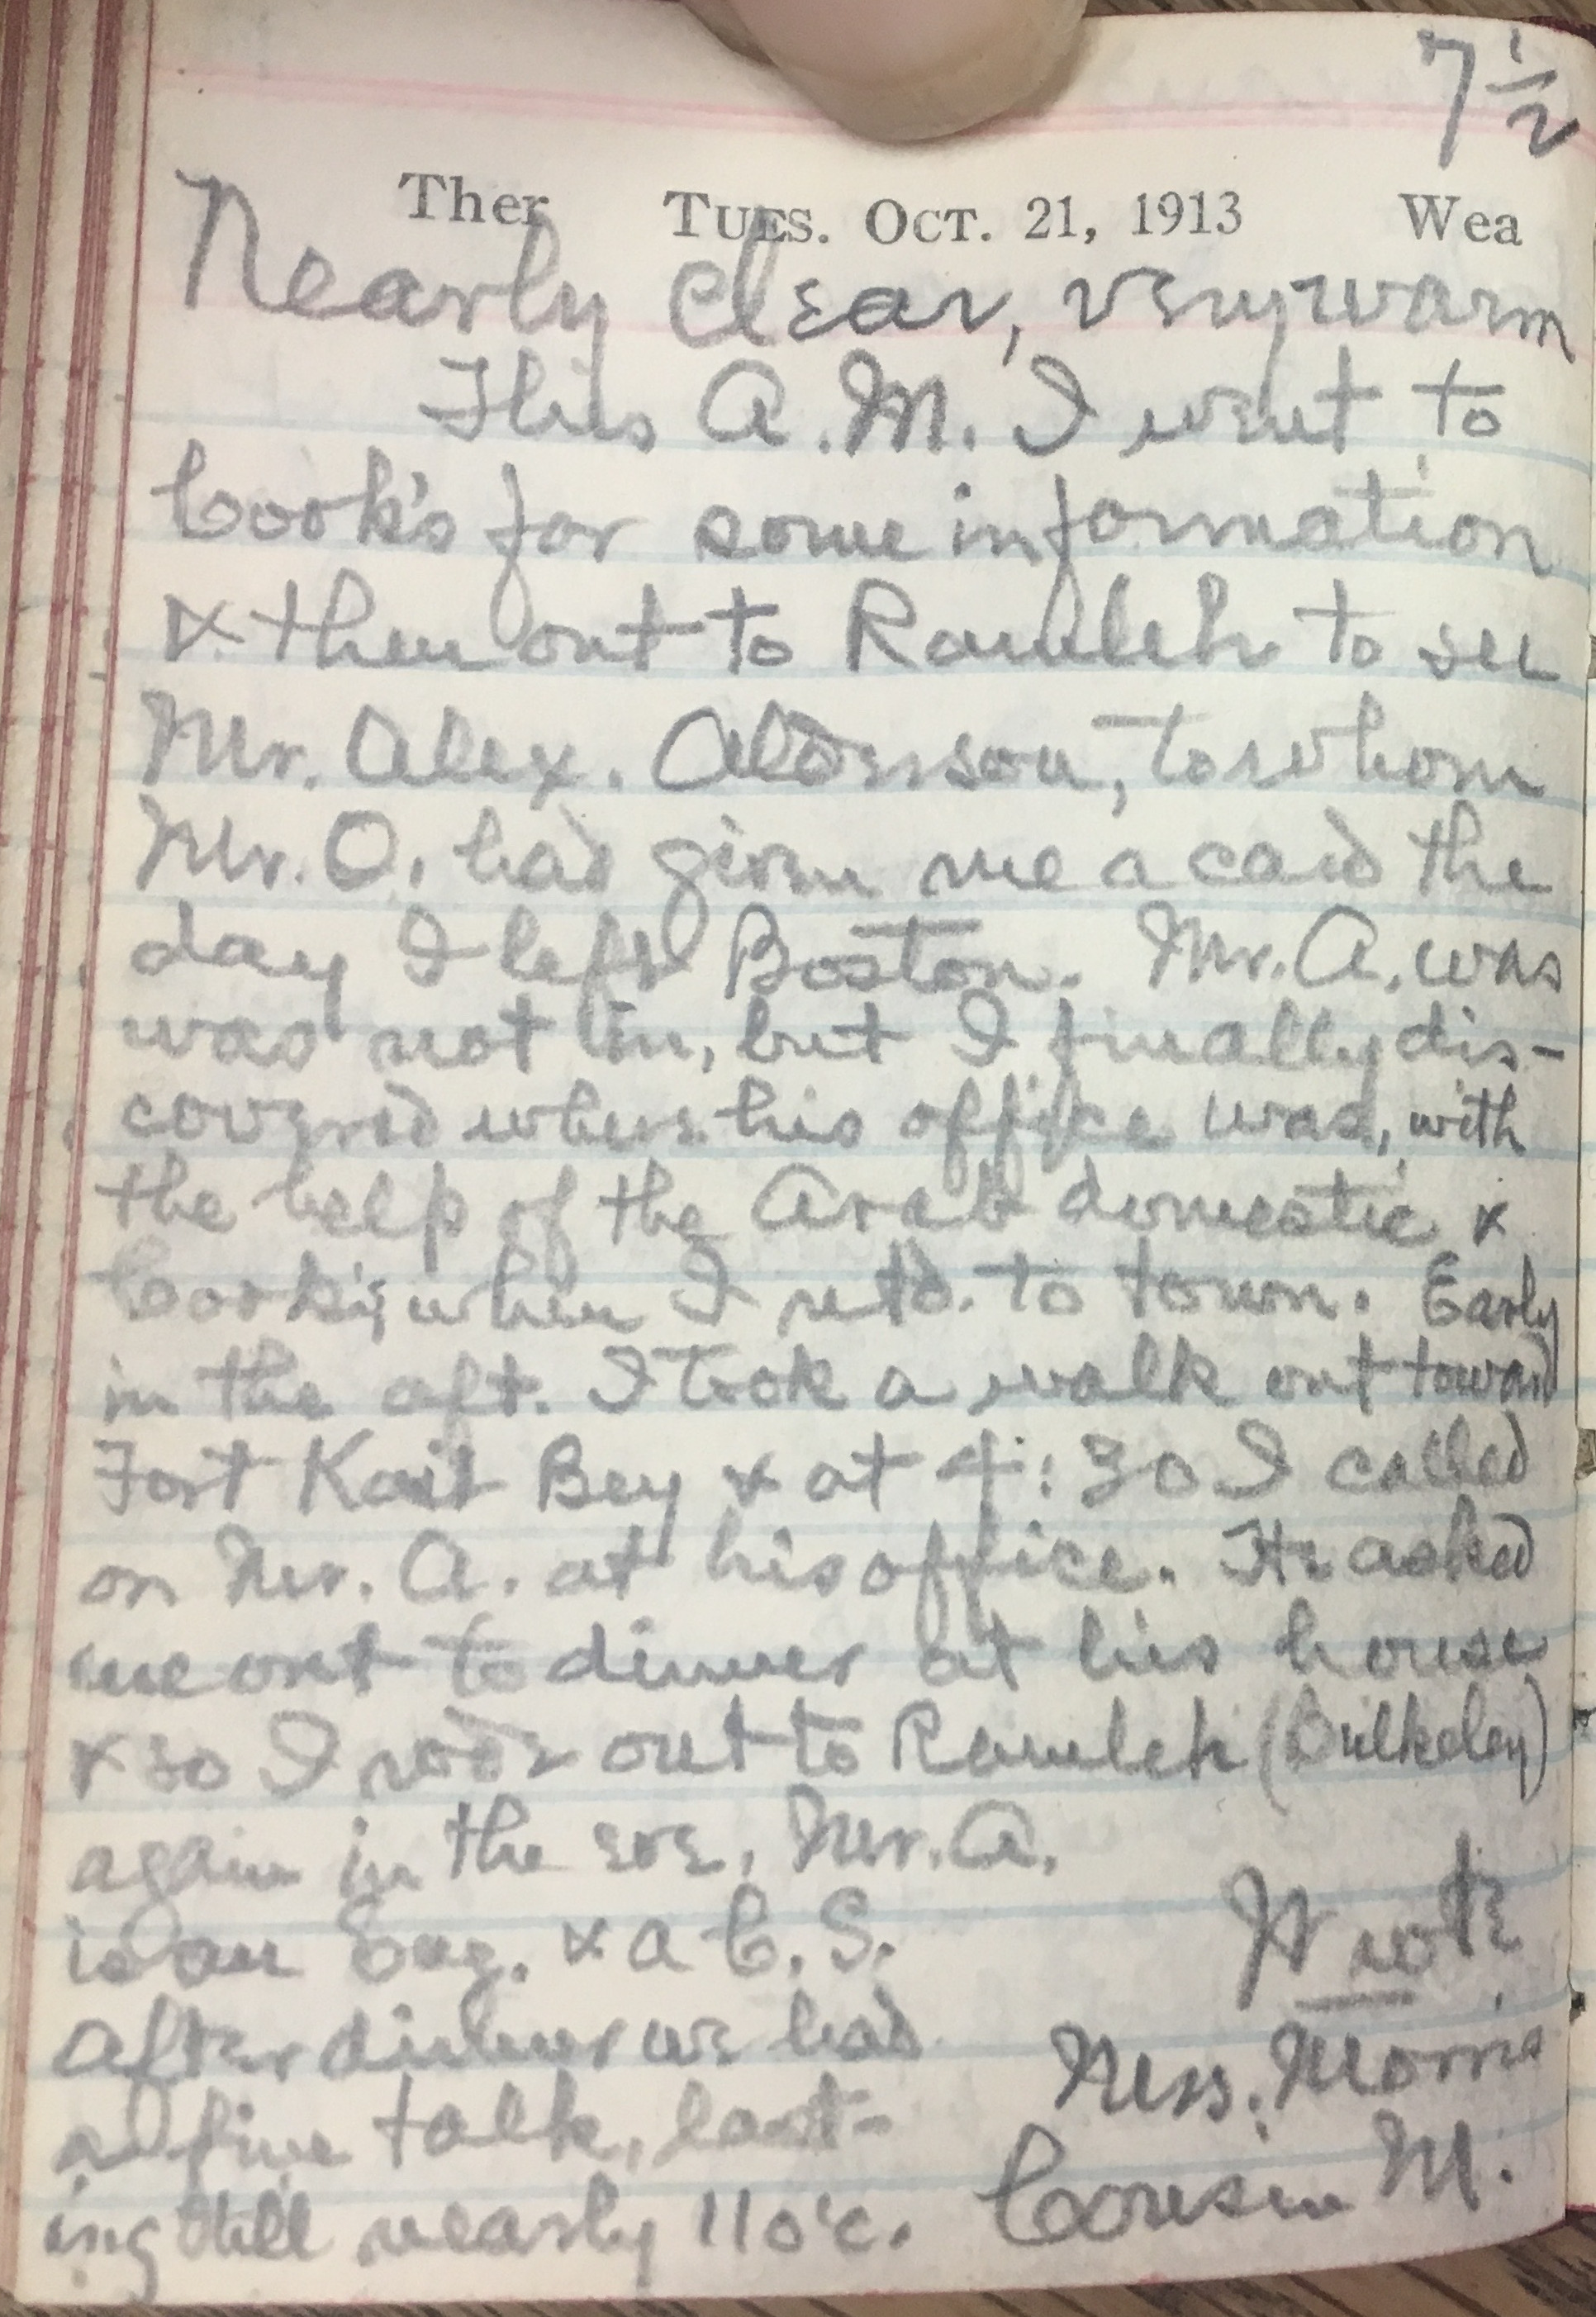 7 1/2
Ther TUES. OCT. 21, 1913 Wea
Nearly clear, very warm
This A.M. I went to
Cook's for some information
& then out to Ramleh to see
Mr. Alex. Alderson, to whom
Mr. O. had given me a card the
day I left Boston. Mr. A. was
was not in, but I finally dis-
covered where his office was, with
the help of the Arab domestic &
Cook's, when I retd. to town. Early
in the aft. I took a walk out toward
Fort Kait Bey & at 4:30 I called
on Mr. A. at his office. He asked
me out to dinner at his house
& so I rode out to Ramleh (Bulkeley)
again in the eve. Mr. A.
is an Eng. & a C. S.
After dinner we had
a fine talk, last-
ing till nearly 11 o'c.
Wrote
Mrs. Morris
Cousin M.